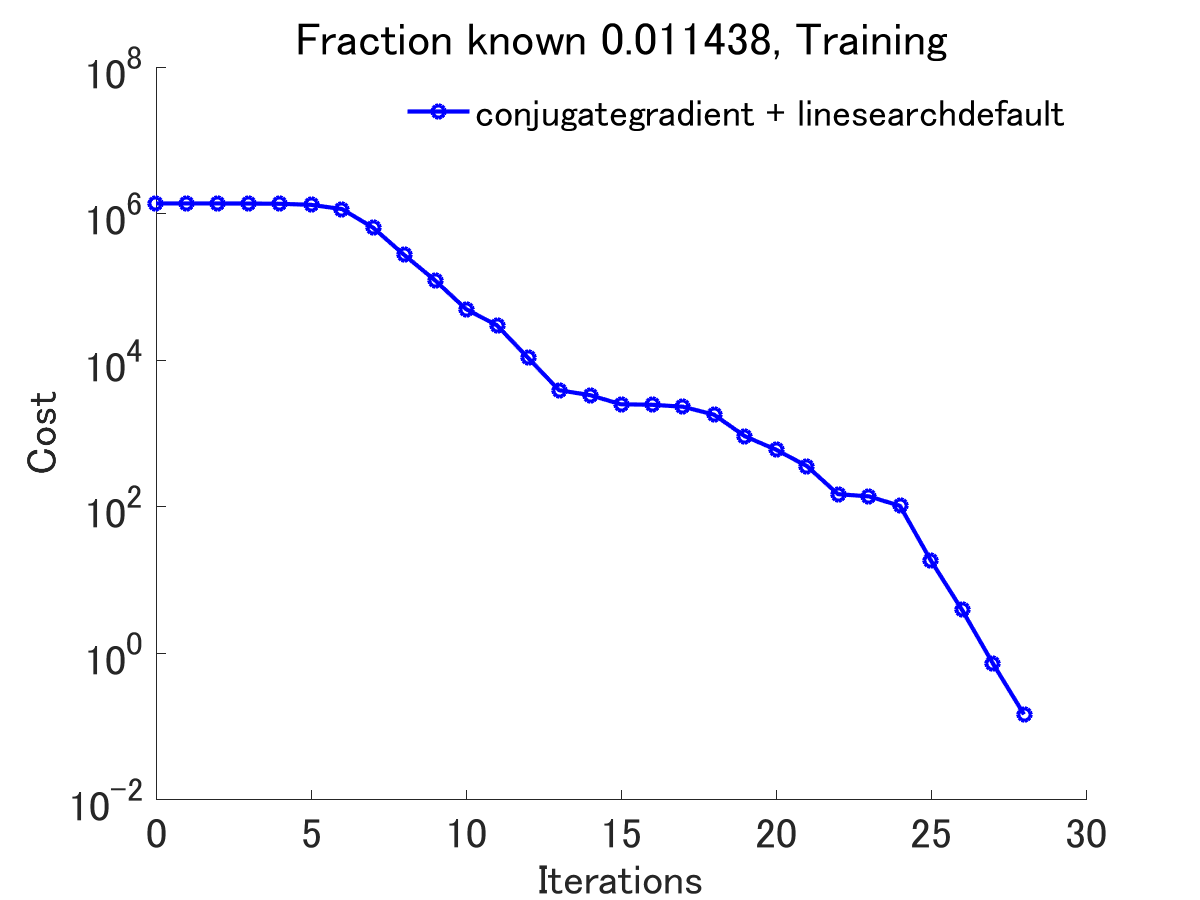 Fraction known 0.011438, Training
conjugategradient + linesearchdefault
10^8
10^6
10^4
10^2
10^0
10^-2
Cost
0 5 10 15 20 25 30
Iterations